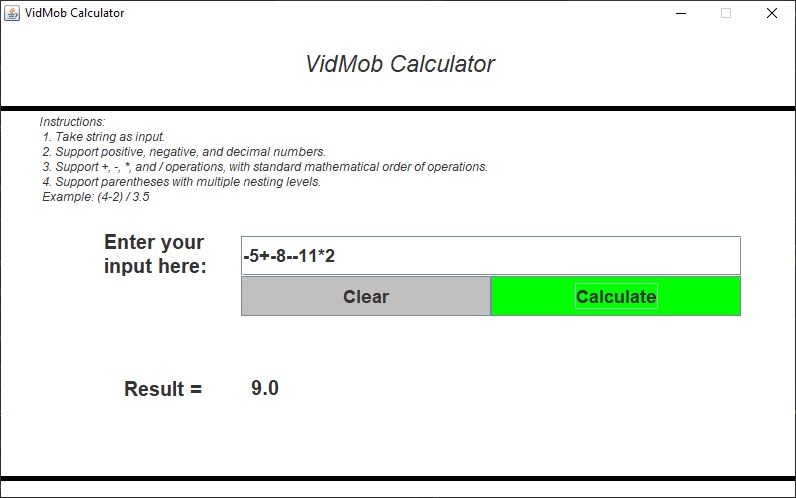 VidMob Calculator
VidMob Calculator
Instructions:
1. Take string as input.
2. Support positive, negative, and decimal numbers.
3. Support +, -, *, and / operations, with standard mathematical order of operations.
4. Support parentheses with multiple nesting levels.
Example: (4-2) / 3.5
Enter your
input here:
-5+-8--11*2
Clear
Calculate
Result =
9.0